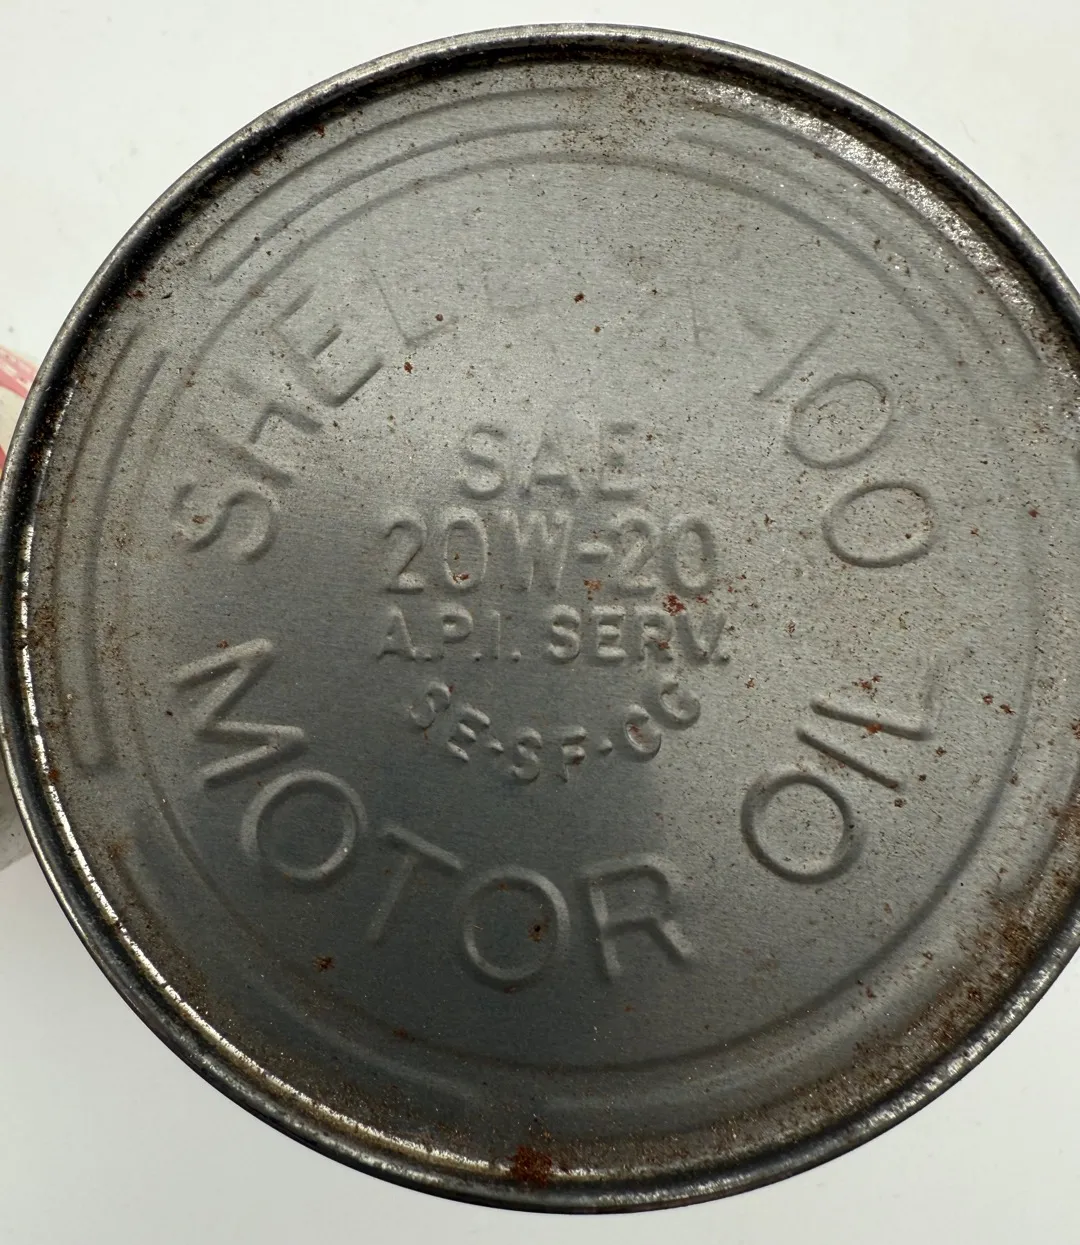 SHELL X-100
SAE
20W-20
A.P.I. SERV.
SE-SF-CC
MOTOR OIL